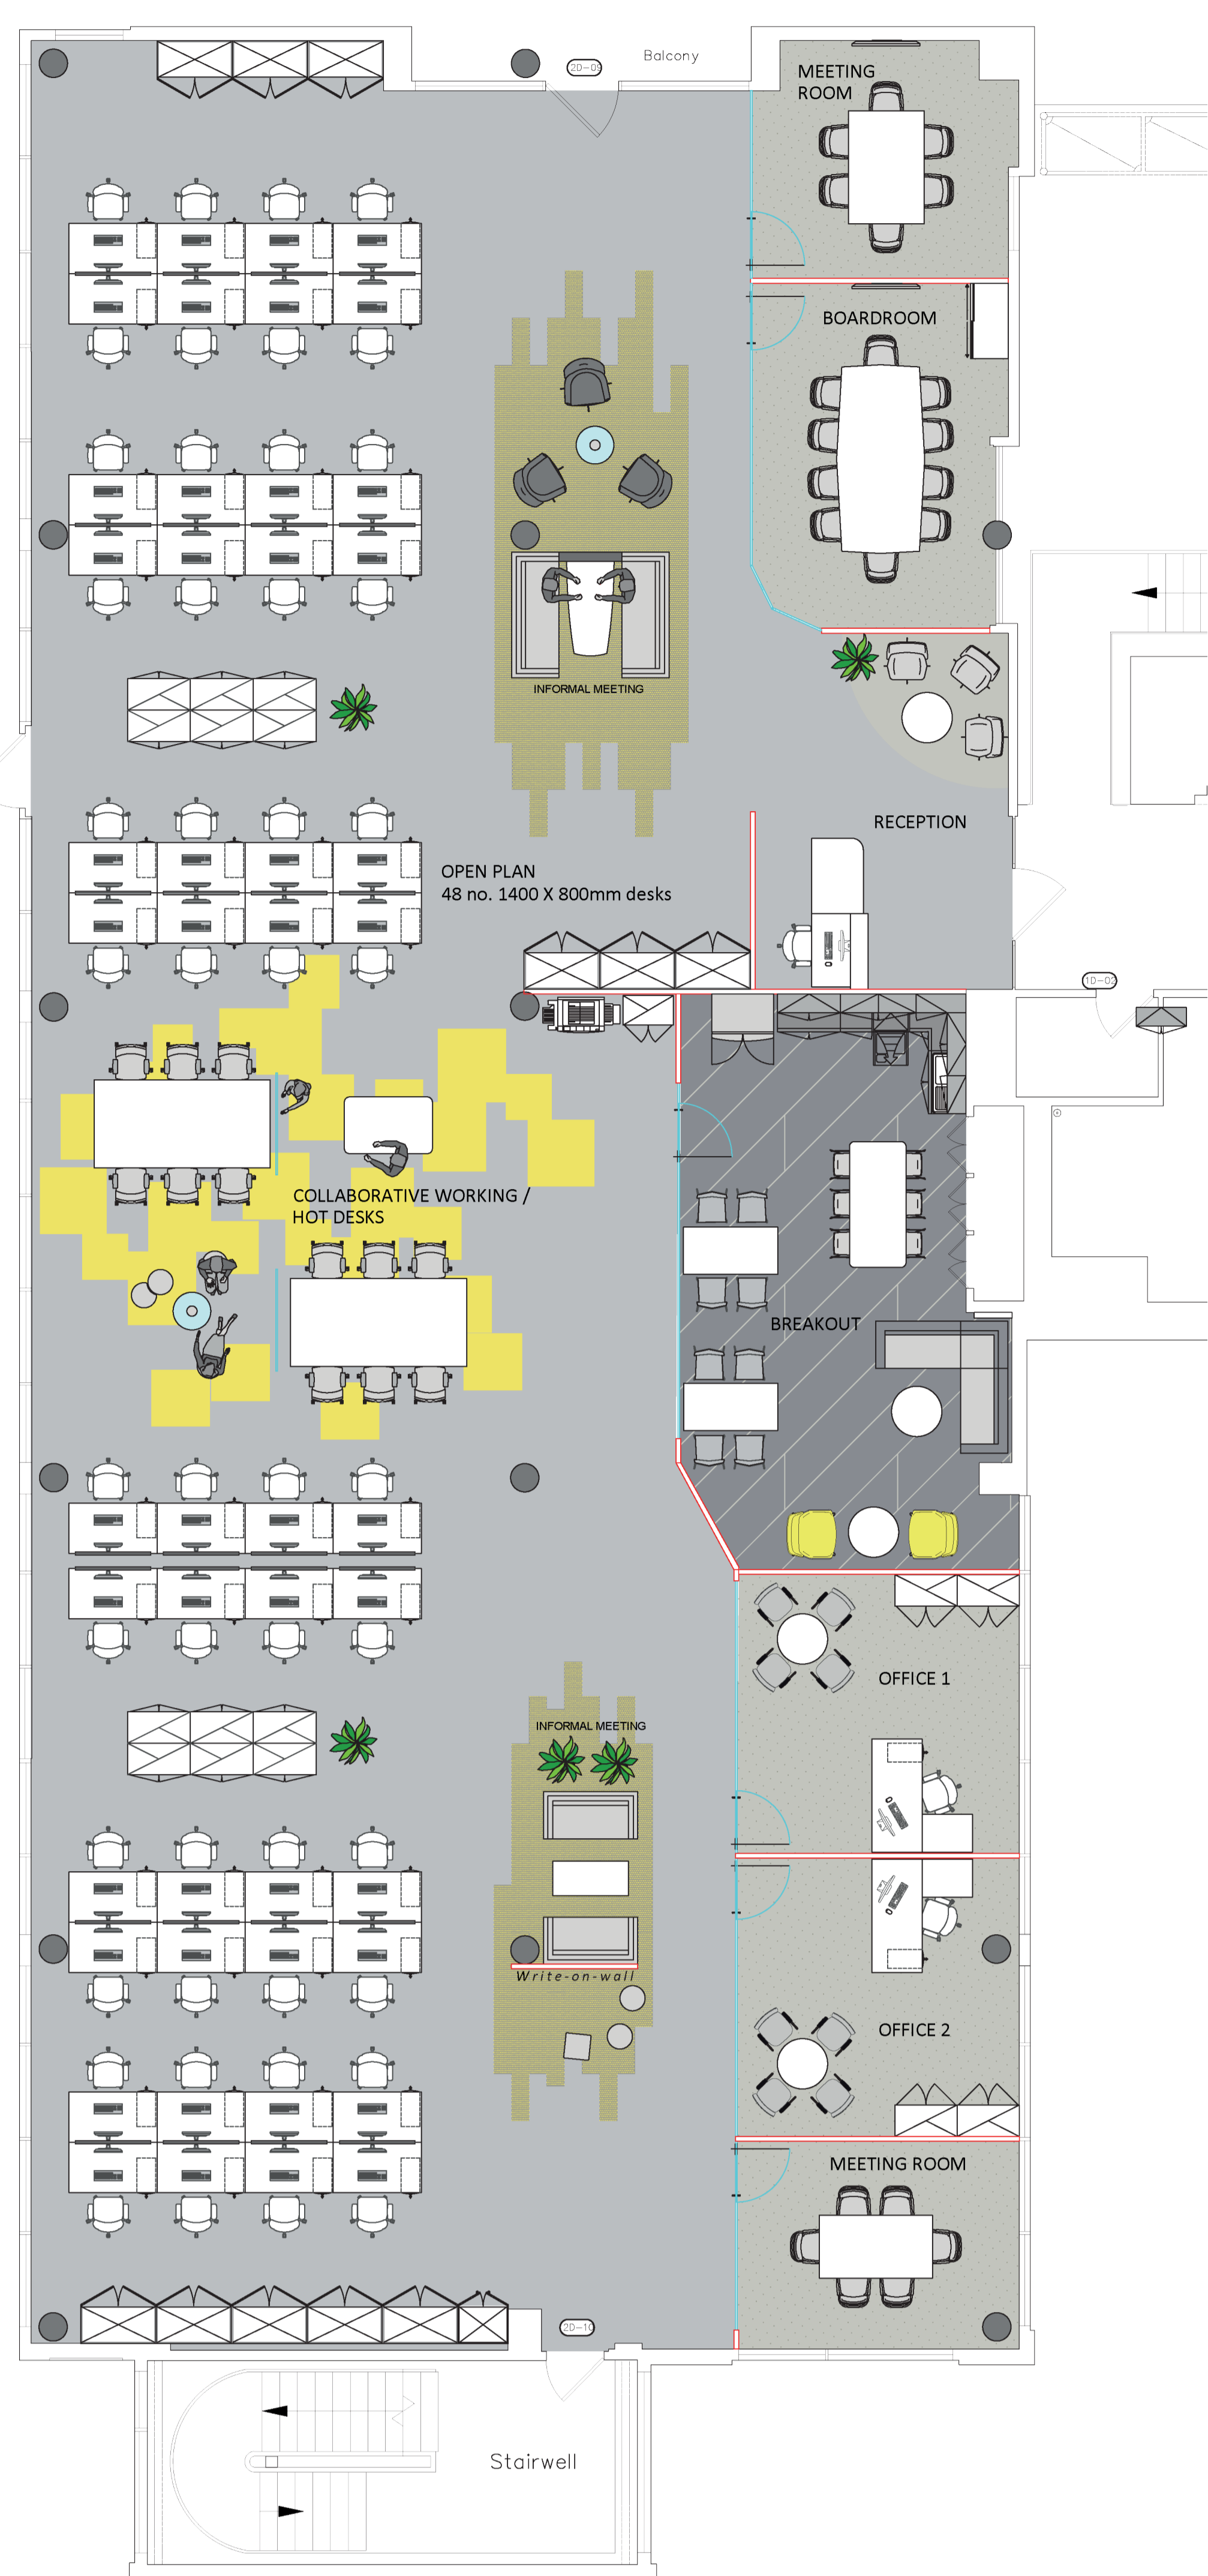 Balcony
2D-09
MEETING
ROOM
BOARDROOM
INFORMAL MEETING
RECEPTION
OPEN PLAN
48 no. 1400 X 800mm desks
1D-02
COLLABORATIVE WORKING /
HOT DESKS
BREAKOUT
OFFICE 1
INFORMAL MEETING
Write-on-wall
OFFICE 2
MEETING ROOM
2D-10
Stairwell